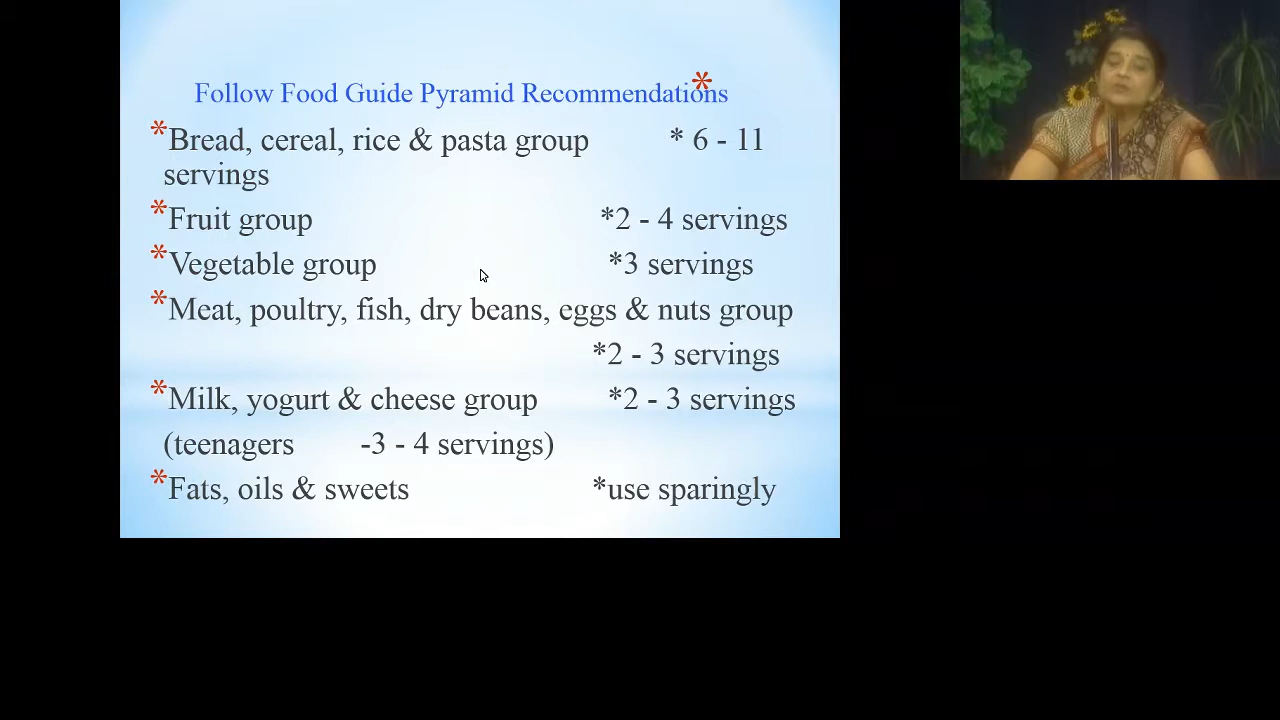 Follow Food Guide Pyramid Recommendations
*
*Bread, cereal, rice & pasta group * 6 - 11
servings
*Fruit group *2 - 4 servings
*Vegetable group *3 servings
*Meat, poultry, fish, dry beans, eggs & nuts group
*2 - 3 servings
*Milk, yogurt & cheese group *2 - 3 servings
(teenagers -3 - 4 servings)
*Fats, oils & sweets *use sparingly